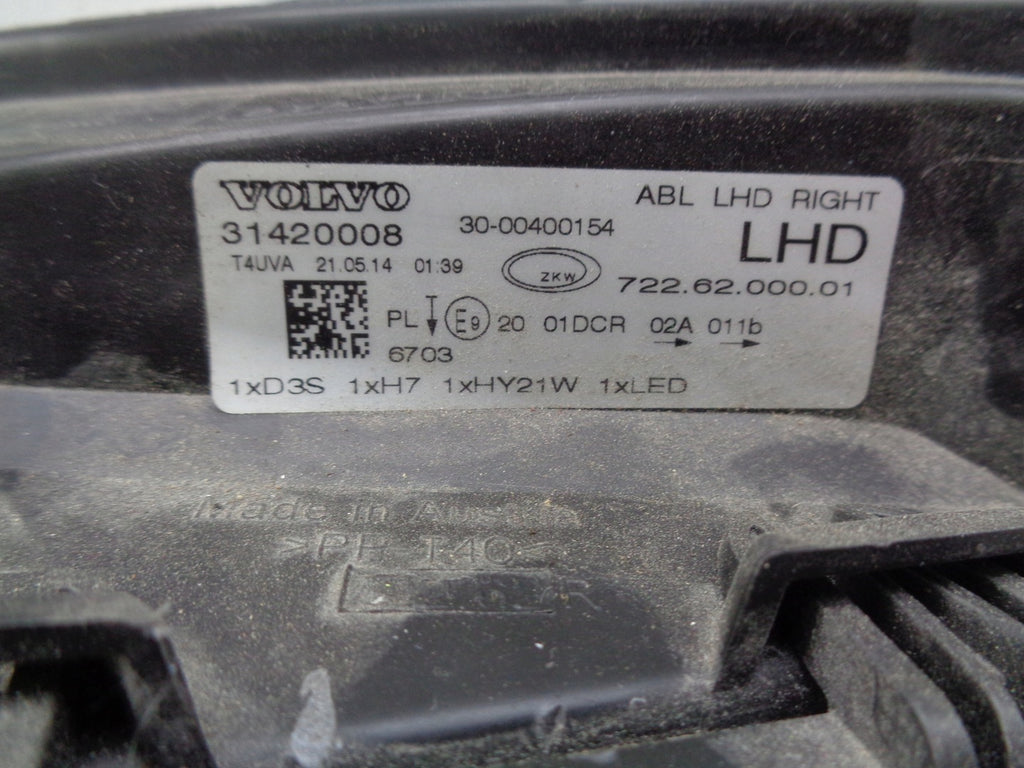 VOLVO
ABL LHD RIGHT
31420008
30-00400154
LHD
T4UVA 21.05.14 01:39
ZKW
722.62.000.01
PL E9 20 01DCR 02A 011b
6703
1xD3S 1xH7 1xHY21W 1xLED
Made in Austria
>PP T40<